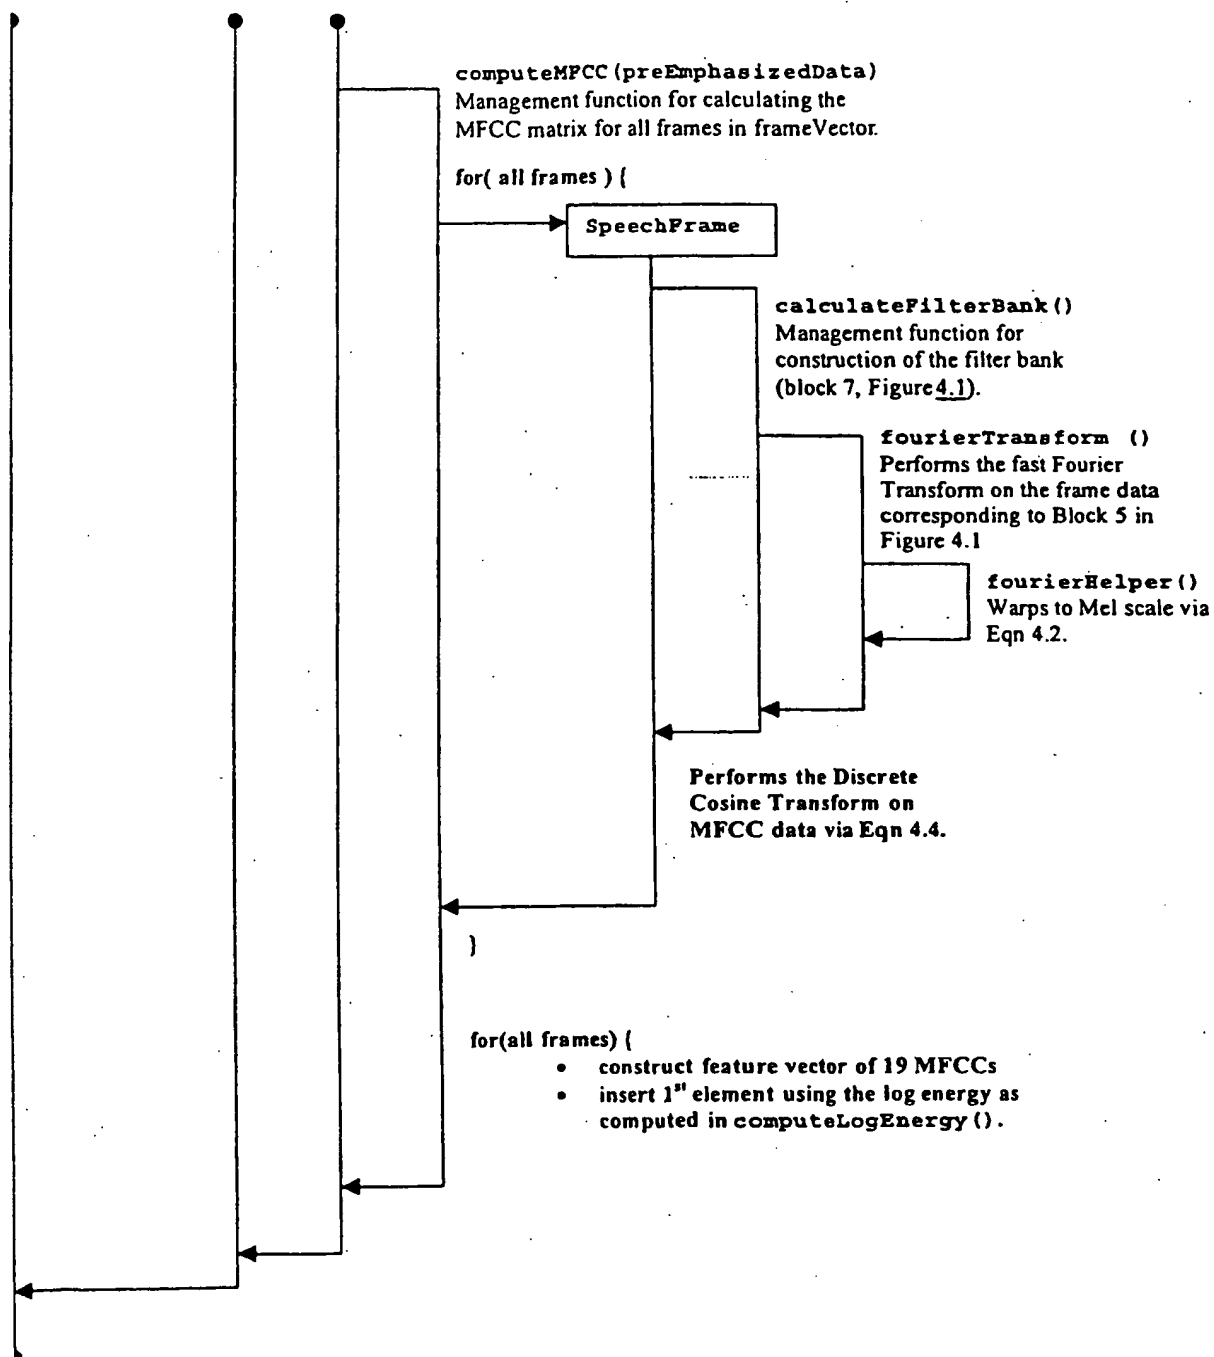 computeMFCC(preEmphasizedData)
Management function for calculating the
MFCC matrix for all frames in frameVector.
for( all frames ) {
SpeechFrame
calculateFilterBank()
Management function for
construction of the filter bank
(block 7, Figure 4.1).
fourierTransform ()
Performs the fast Fourier
Transform on the frame data
corresponding to Block 5 in
Figure 4.1
fourierHelper()
Warps to Mel scale via
Eqn 4.2.
Performs the Discrete
Cosine Transform on
MFCC data via Eqn 4.4.
}
for(all frames) {
• construct feature vector of 19 MFCCs
• insert 1st element using the log energy as
computed in computeLogEnergy().